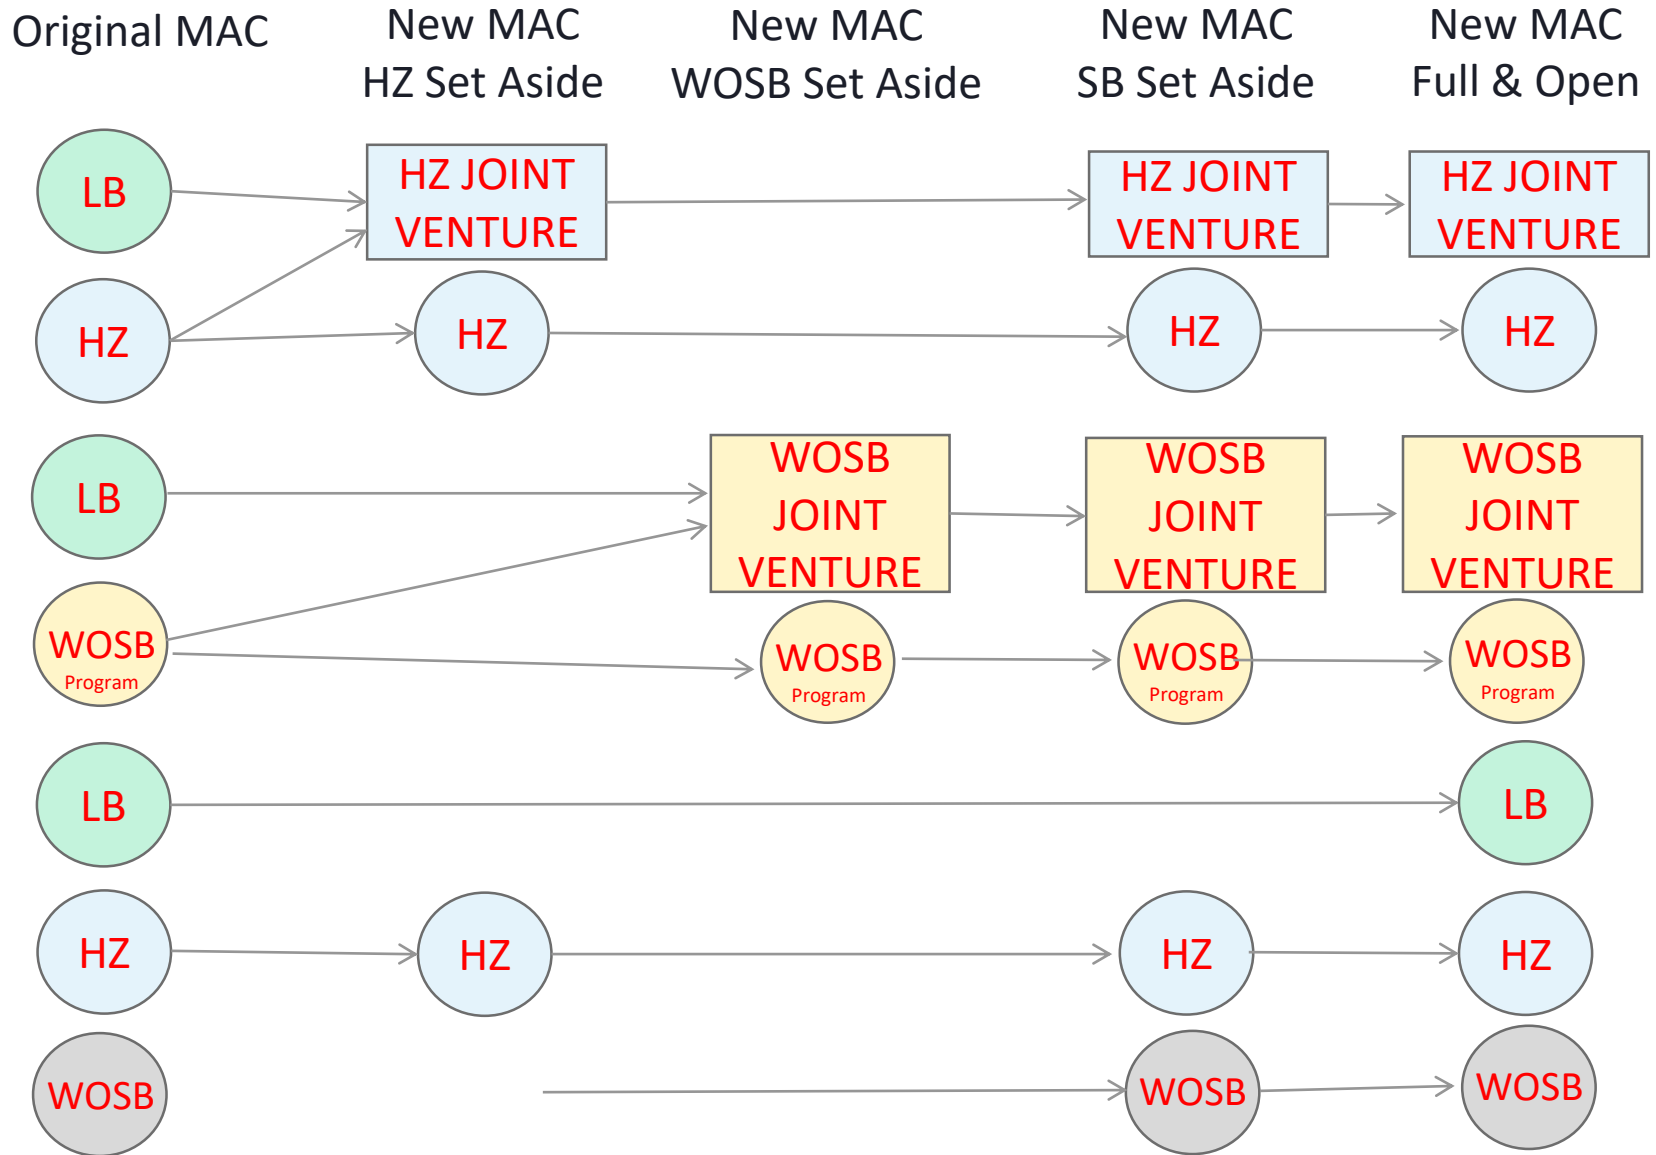 Original MAC
New MAC
HZ Set Aside
New MAC
WOSB Set Aside
New MAC
SB Set Aside
New MAC
Full & Open
LB
HZ JOINT
VENTURE
HZ JOINT
VENTURE
HZ JOINT
VENTURE
HZ
HZ
HZ
HZ
LB
WOSB
JOINT
VENTURE
WOSB
JOINT
VENTURE
WOSB
JOINT
VENTURE
WOSB
Program
WOSB
Program
WOSB
Program
WOSB
Program
LB
LB
HZ
HZ
HZ
HZ
WOSB
WOSB
WOSB